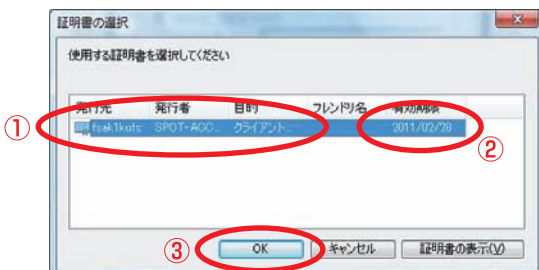 証明書の選択
使用する証明書を選択してください
発行先 発行者 目的 フレンドリ名 有効期限
fsak1kufs SPOT-ACC... クライアント... 2011/02/28
①
②
③
OK キャンセル 証明書の表示(V)